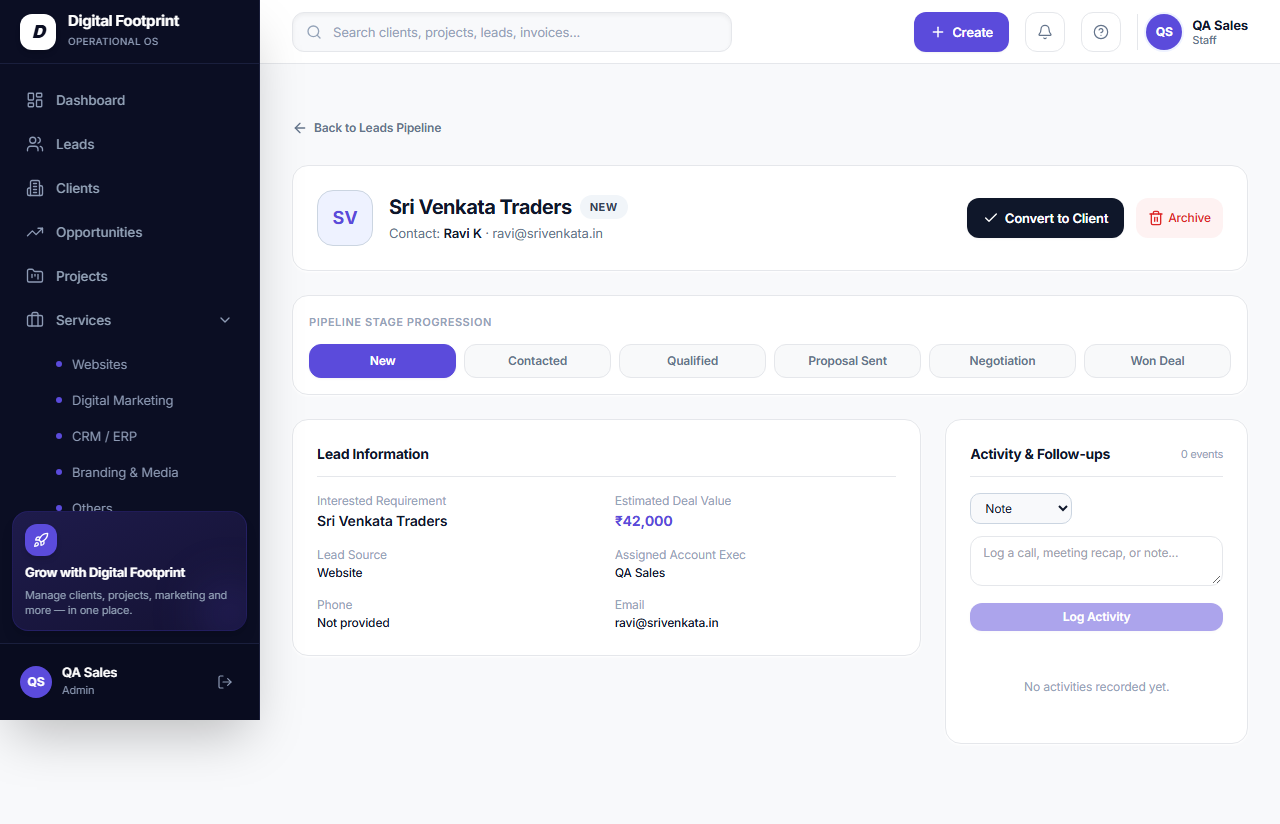 D
Digital Footprint
OPERATIONAL OS
Search clients, projects, leads, invoices...
Create
QS
QA Sales
Staff
Dashboard
Leads
Clients
Opportunities
Projects
Services
Websites
Digital Marketing
CRM / ERP
Branding & Media
Others
Grow with Digital Footprint
Manage clients, projects, marketing and
more — in one place.
QS
QA Sales
Admin
Back to Leads Pipeline
SV
Sri Venkata Traders
NEW
Contact: Ravi K · ravi@srivenkata.in
Convert to Client
Archive
PIPELINE STAGE PROGRESSION
New
Contacted
Qualified
Proposal Sent
Negotiation
Won Deal
Lead Information
Interested Requirement
Sri Venkata Traders
Estimated Deal Value
₹42,000
Lead Source
Website
Assigned Account Exec
QA Sales
Phone
Not provided
Email
ravi@srivenkata.in
Activity & Follow-ups
0 events
Note
Log a call, meeting recap, or note...
Log Activity
No activities recorded yet.